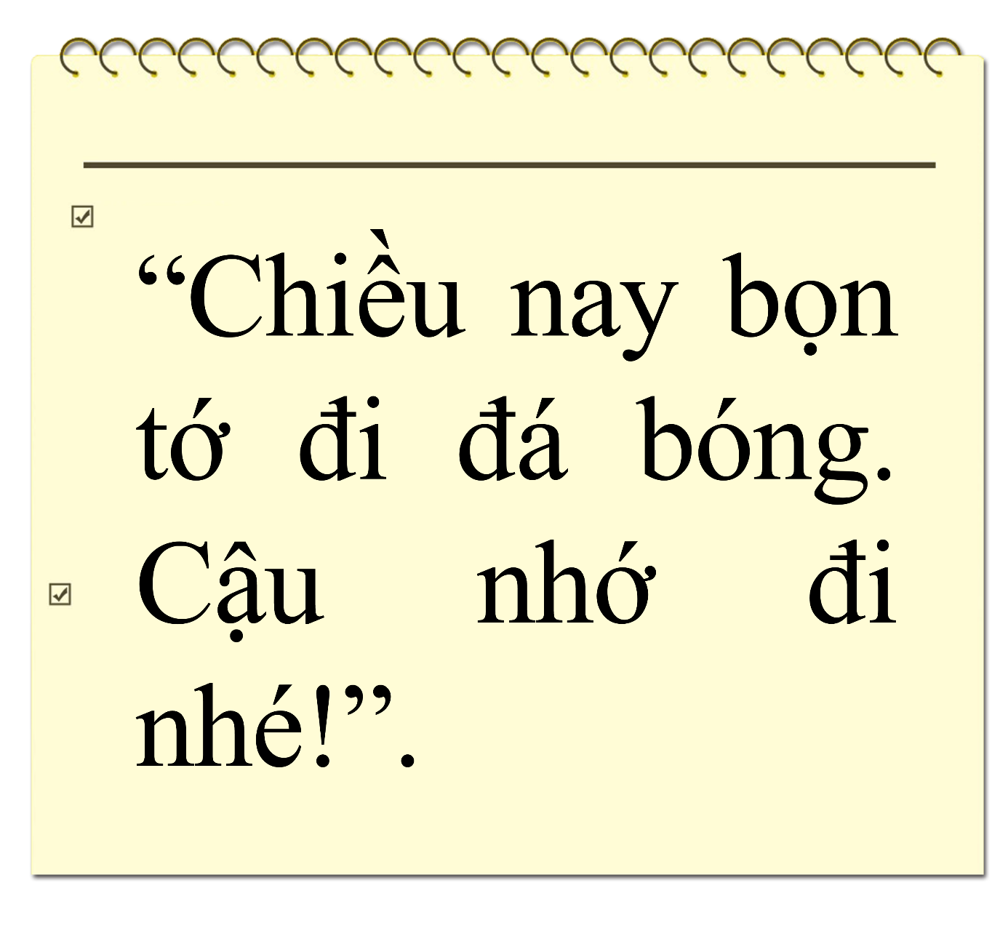 “Chiều nay bọn
tớ đi đá bóng.
Cậu nhớ đi
nhé!”.